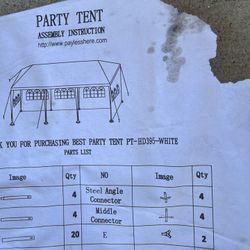 PARTY TENT
ASSEMBLY INSTRUCTION
http://www.paylesshere.com
K YOU FOR PURCHASING BEST PARTY TENT PT-HD395-WHITE
PARTS LIST
Image Qty NO Image Qty
4 Steel Angle Connector 4
4 Middle Connector 4
20 E 2